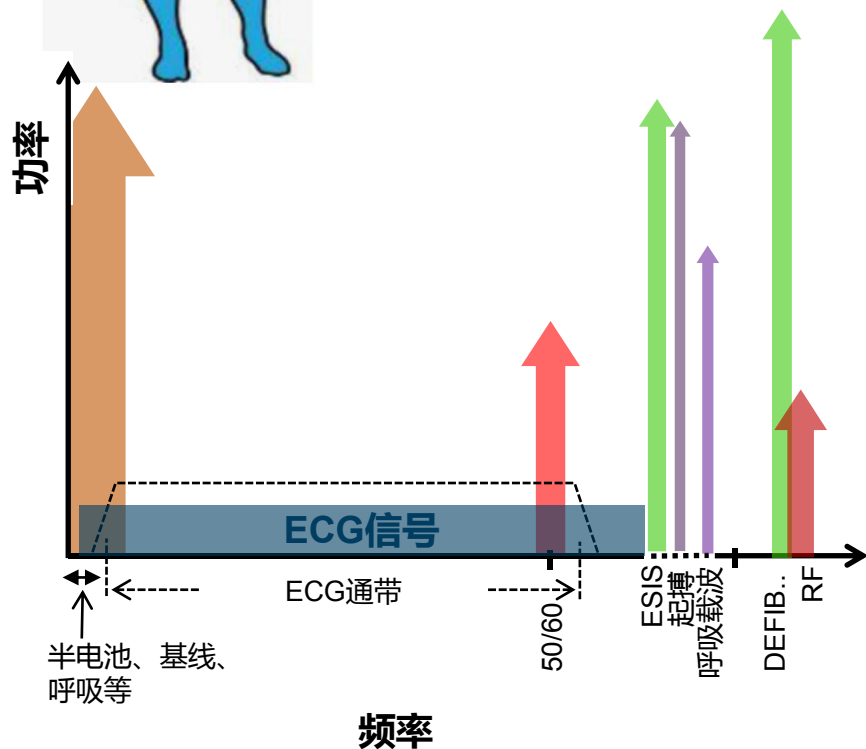 功率
ECG信号
ECG通带
半电池、基线、
呼吸等
50/60
ESIS
起搏
呼吸载波
DEFIB..
RF
频率